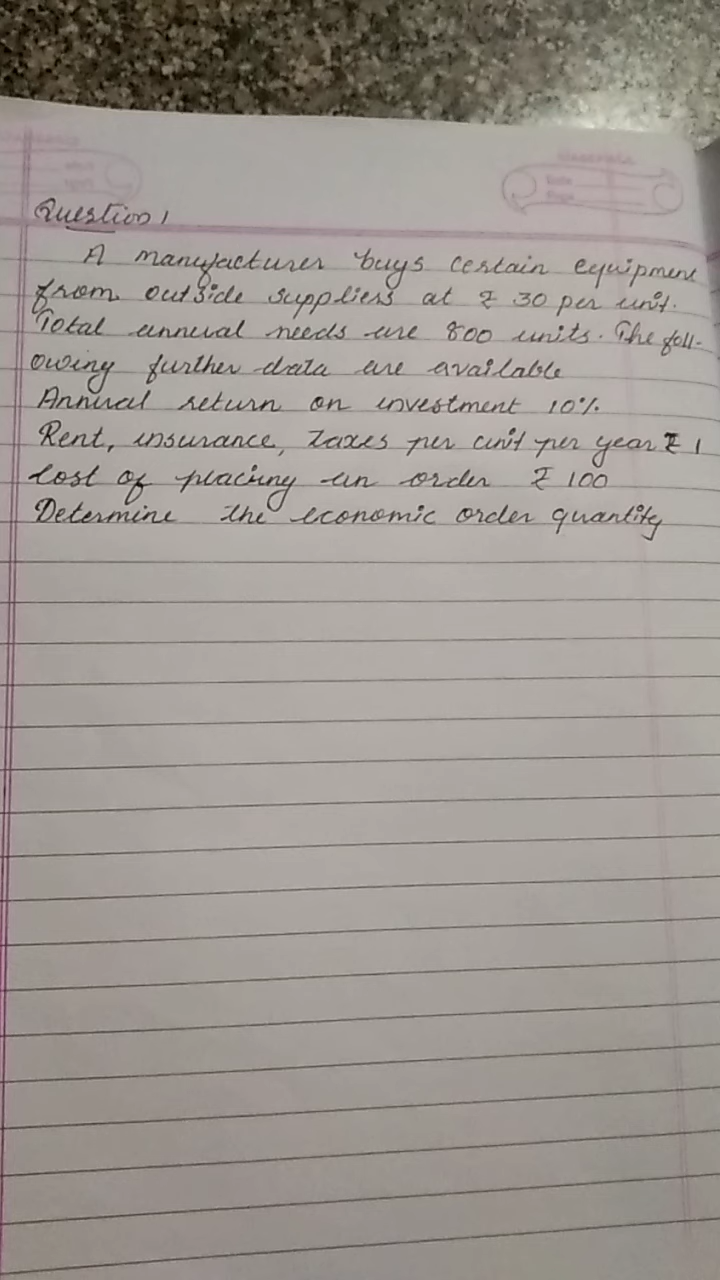 Question 1
A manufacturer buys certain equipment
from outside suppliers at ₹ 30 per unit.
Total annual needs are 800 units. The foll-
owing further data are available
Annual return on investment 10%
Rent, insurance, taxes per unit per year ₹ 1
Cost of placing an order ₹ 100
Determine the economic order quantity